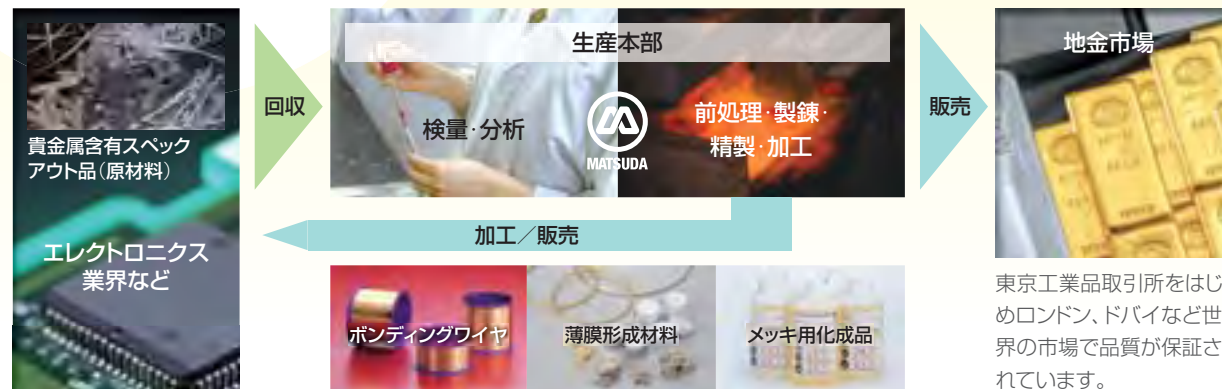 貴金属含有スペック
アウト品（原材料）
エレクトロニクス
業界など
回収
生産本部
検量・分析
MATSUDA
前処理・製錬・
精製・加工
販売
地金市場
加工／販売
ボンディングワイヤ
薄膜形成材料
メッキ用化成品
東京工業品取引所をはじ
めロンドン、ドバイなど世
界の市場で品質が保証さ
れています。